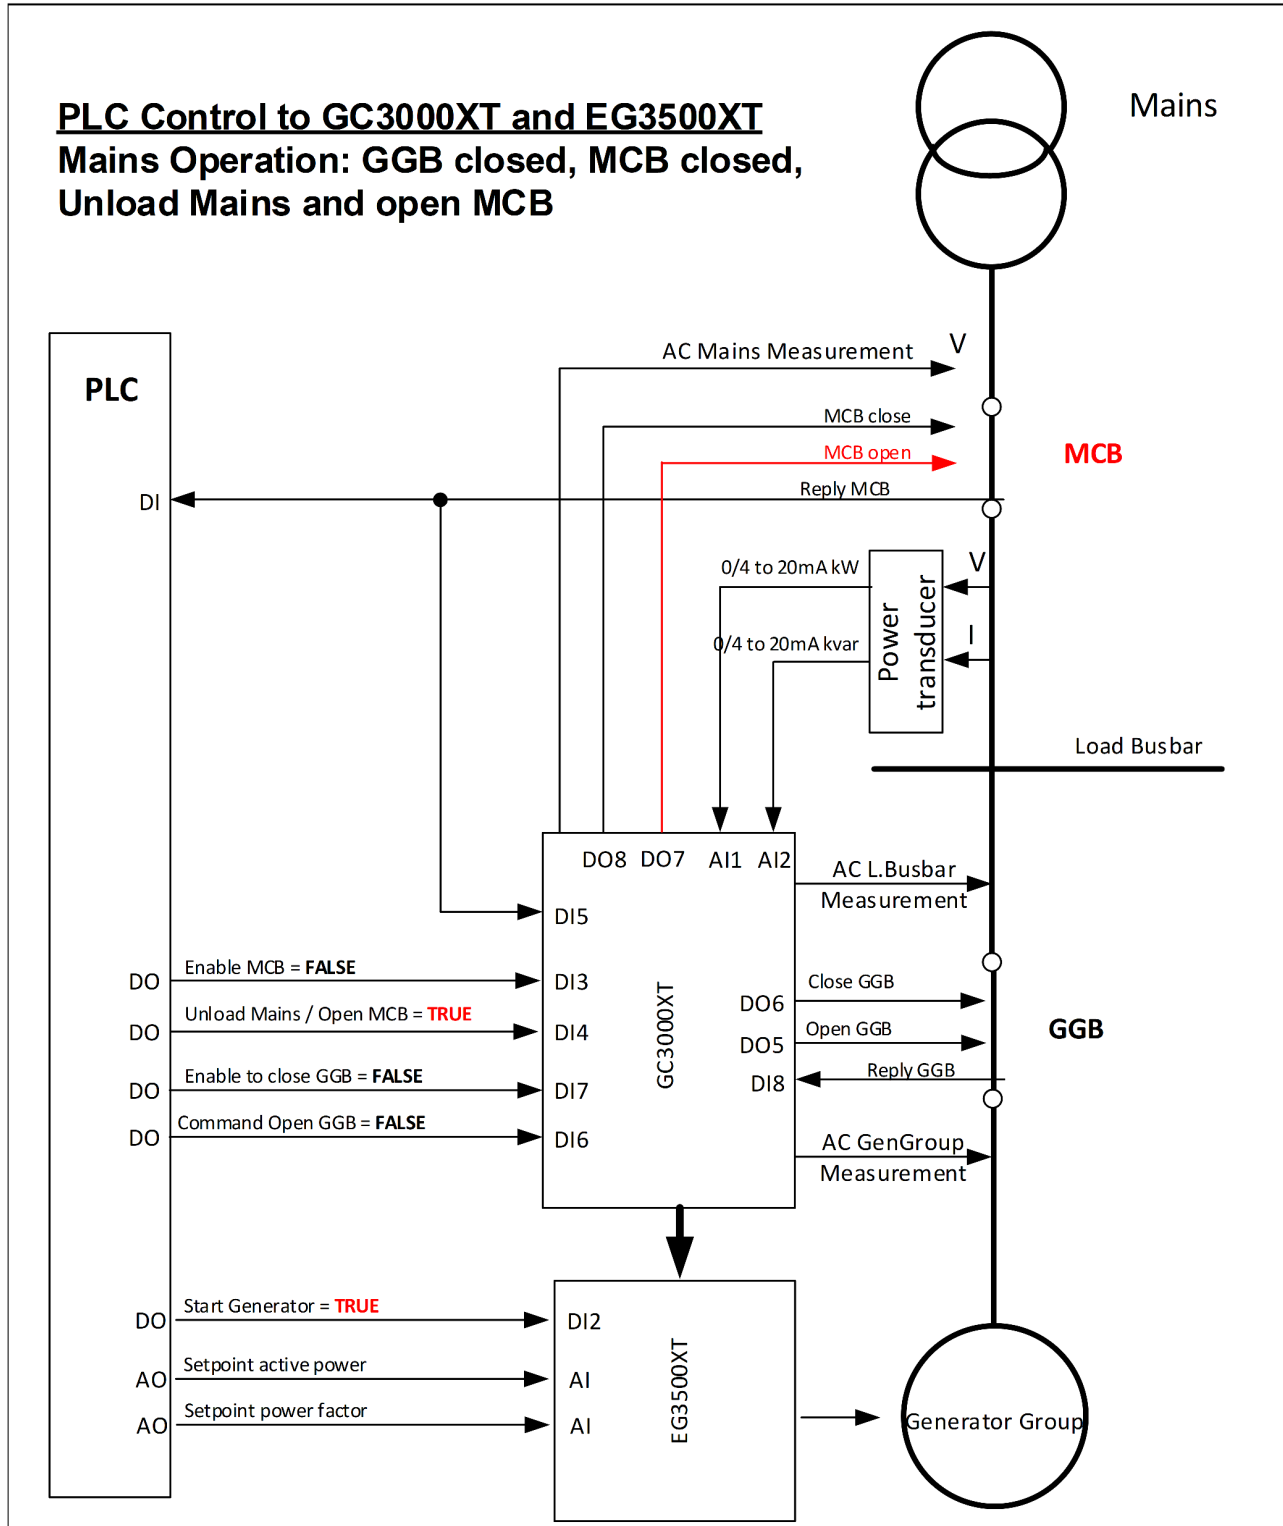 PLC Control to GC3000XT and EG3500XT
Mains Operation: GGB closed, MCB closed,
Unload Mains and open MCB
Mains
PLC
AC Mains Measurement
V
MCB close
MCB open
MCB
Reply MCB
DI
0/4 to 20mA kW
V
0/4 to 20mA kvar
I
Power
transducer
Load Busbar
DO8
DO7
AI1
AI2
AC L.Busbar
Measurement
DI5
Enable MCB = FALSE
DO
DI3
Unload Mains / Open MCB = TRUE
DO
DI4
Enable to close GGB = FALSE
DO
DI7
Command Open GGB = FALSE
DO
DI6
GC3000XT
Close GGB
DO6
Open GGB
DO5
GGB
Reply GGB
DI8
AC GenGroup
Measurement
Start Generator = TRUE
DO
DI2
Setpoint active power
AO
AI
Setpoint power factor
AO
AI
EG3500XT
Generator Group